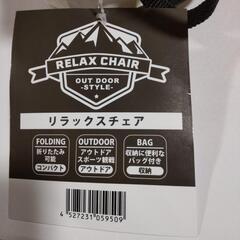 RELAX CHAIR
OUT DOOR
-STYLE-
リラックスチェア
FOLDING
折りたたみ
可能
コンパクト
OUTDOOR
アウトドア
スポーツ観戦
アウトドア
BAG
収納に便利な
バッグ付き
収納
4 527231 059509